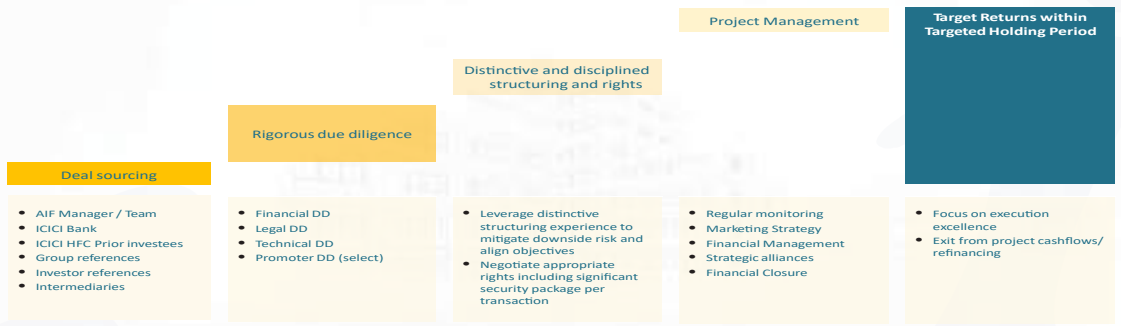 Deal sourcing
• AIF Manager / Team
• ICICI Bank
• ICICI HFC Prior investees
• Group references
• Investor references
• Intermediaries
Rigorous due diligence
• Financial DD
• Legal DD
• Technical DD
• Promoter DD (select)
Distinctive and disciplined
structuring and rights
• Leverage distinctive
structuring experience to
mitigate downside risk and
align objectives
• Negotiate appropriate
rights including significant
security package per
transaction
Project Management
• Regular monitoring
• Marketing Strategy
• Financial Management
• Strategic alliances
• Financial Closure
Target Returns within
Targeted Holding Period
• Focus on execution
excellence
• Exit from project cashflows/
refinancing